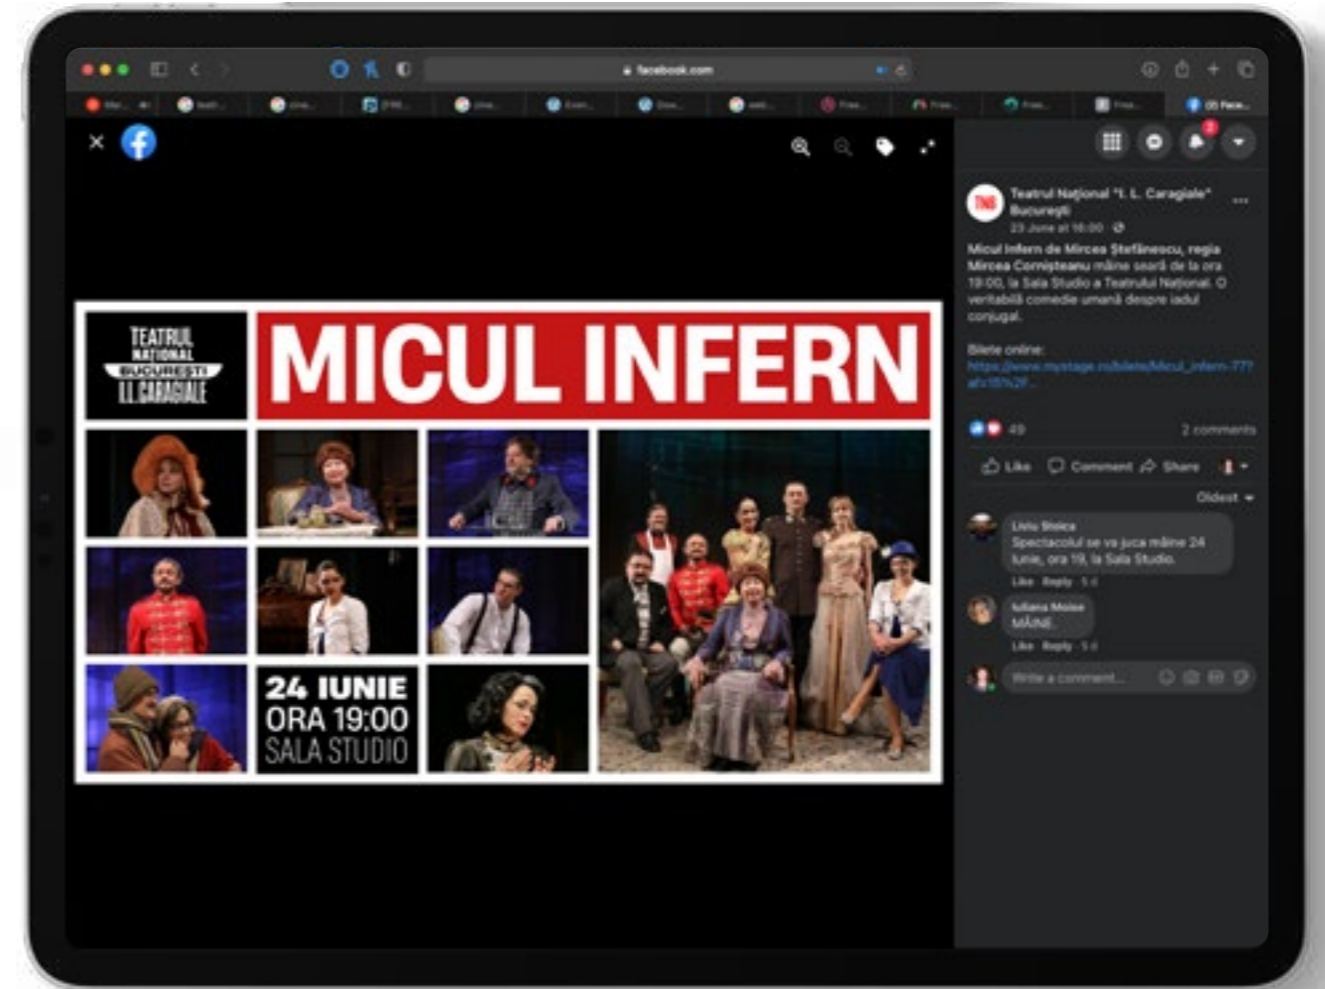 facebook.com
TEATRUL
NAȚIONAL
BUCUREȘTI
I.L. CARAGIALE
MICUL INFERN
24 IUNIE
ORA 19:00
SALA STUDIO
2
TNB
Teatrul Național "I. L. Caragiale"
București
23 June at 16:00
Micul Infern de Mircea Ștefănescu, regia
Mircea Cornișteanu mâine seară de la ora
19:00, la Sala Studio a Teatrului Național. O
veritabilă comedie umană despre iadul
conjugal.
Bilete online:
49
2 comments
Like Comment Share
Oldest
Liviu Stoica
Spectacolul se va juca mâine 24
Iunie, ora 19, la Sala Studio.
Like Reply 5 d
Iuliana Moise
MÂINE.
Like Reply 5 d
Write a comment...